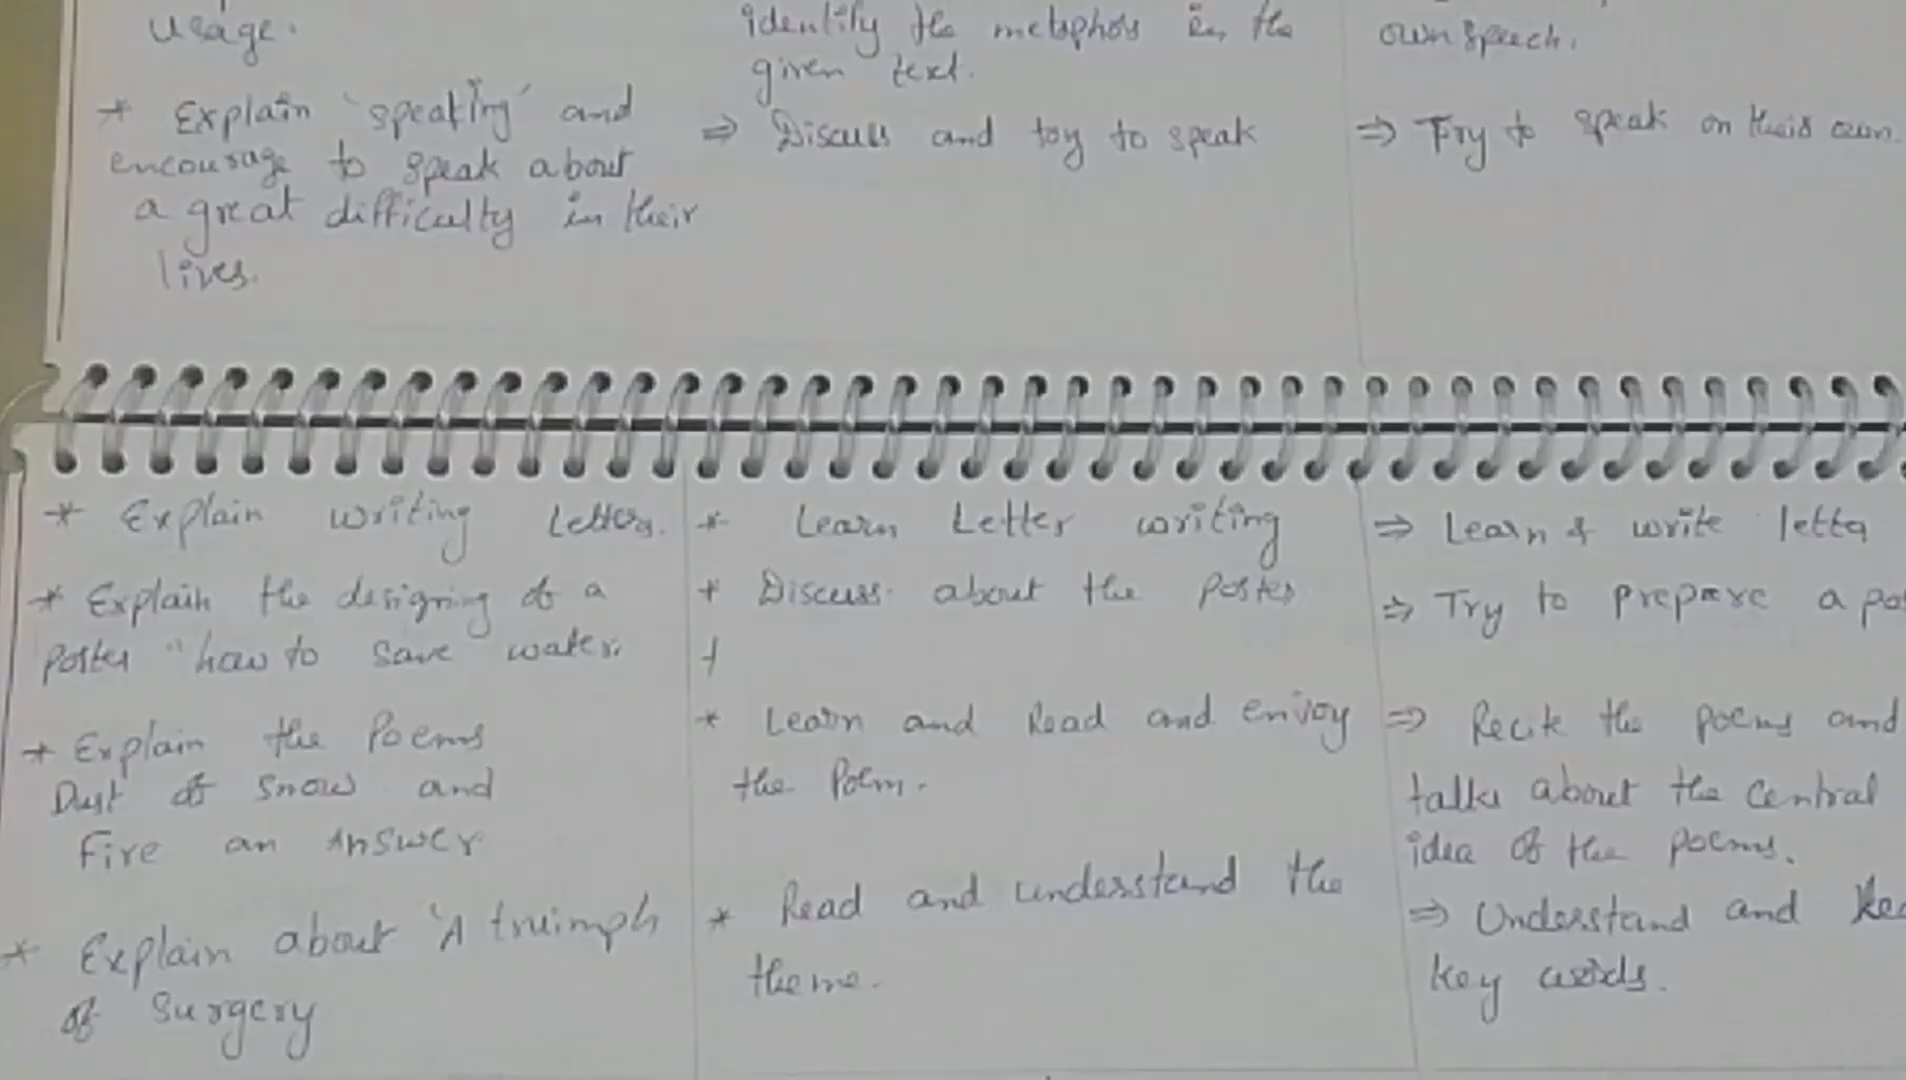 usage.
* Explain 'speaking' and
encourage to speak about
a great difficulty in their
lives.
identify the metaphors in the
given text.
⇒ Discuss and try to speak
own speech.
⇒ Try to speak on their own.
* Explain writing Letters.
* Explain the designing of a
poster "how to save water.
* Explain the Poems
Dust of snow and
Fire an Answer
* Explain about 'A truimph
of Surgery
* Learn Letter writing
* Discuss about the Poster
+
* Learn and Read and enjoy
the Poem.
* Read and understand the
theme.
⇒ Learn & write
⇒ Try to prepare a
⇒ Recite the poems and
talks about the central
idea of the poems.
⇒ Understand and
key words.